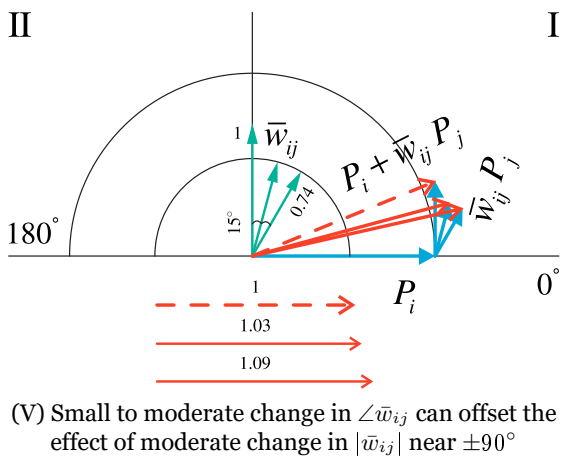 II I
1 w̄ij
Pi + w̄ij Pj
w̄ij Pj
15° 0.74
180°
1 Pi 0°
1.03
1.09
(V) Small to moderate change in ∠w̄ij can offset the
effect of moderate change in |w̄ij| near ±90°